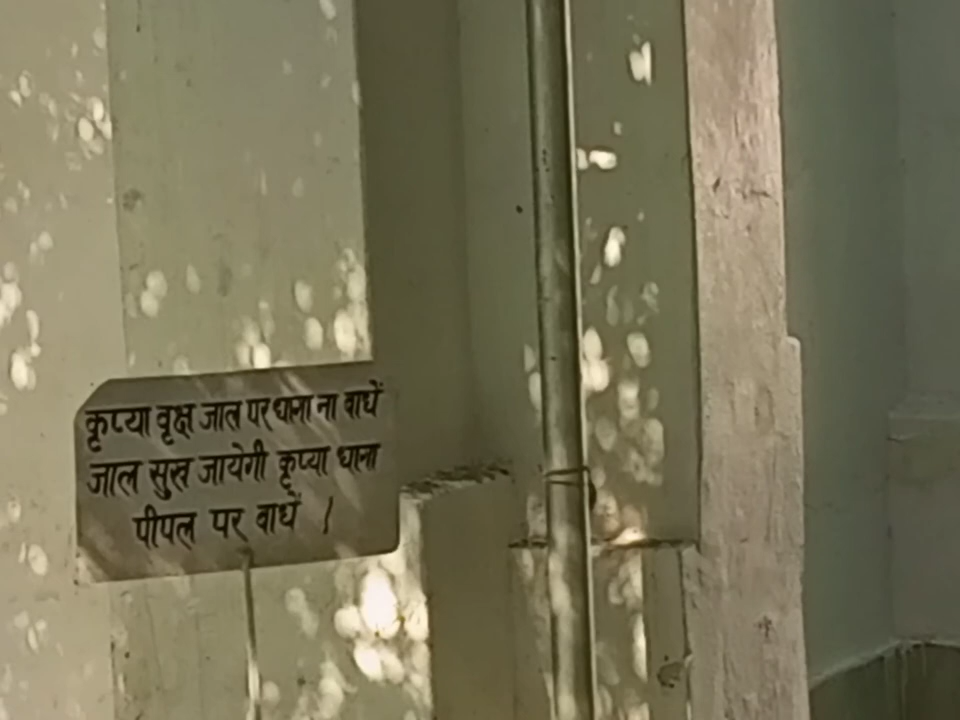 कृप्या वृक्ष जाल पर धागा ना बाधें
जाल सुख जायेगी कृप्या धागा
पीपल पर बाधें !